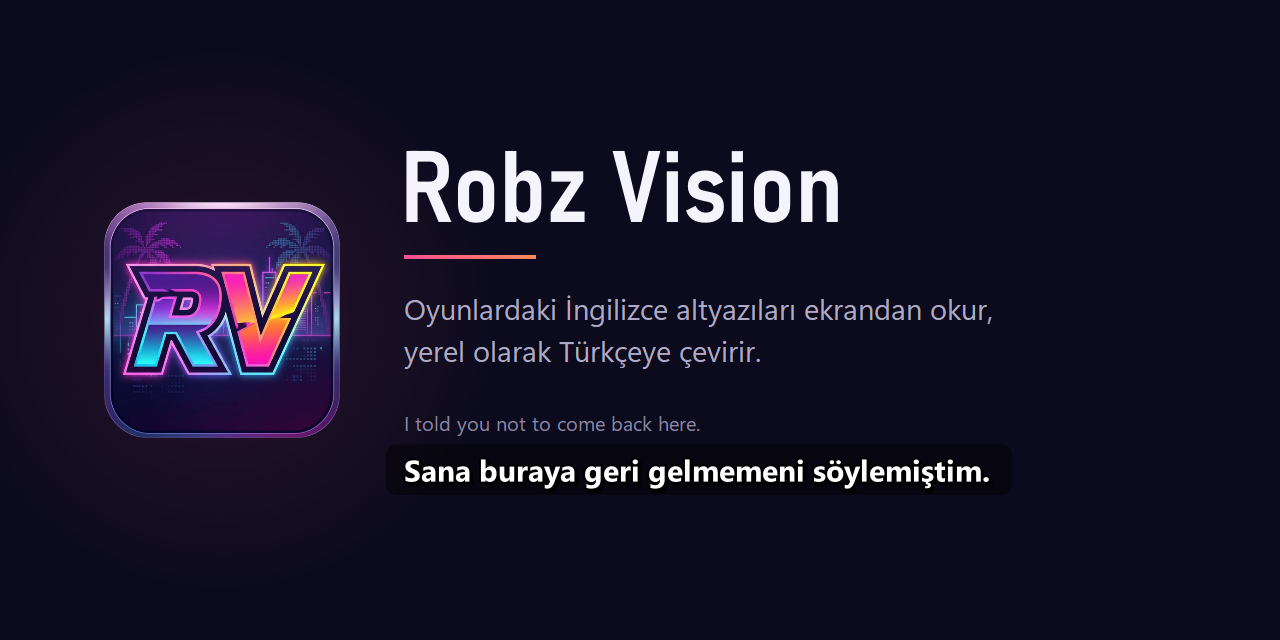 RV
Robz Vision
Oyunlardaki İngilizce altyazıları ekrandan okur,
yerel olarak Türkçeye çevirir.
I told you not to come back here.
Sana buraya geri gelmemeni söylemiştim.